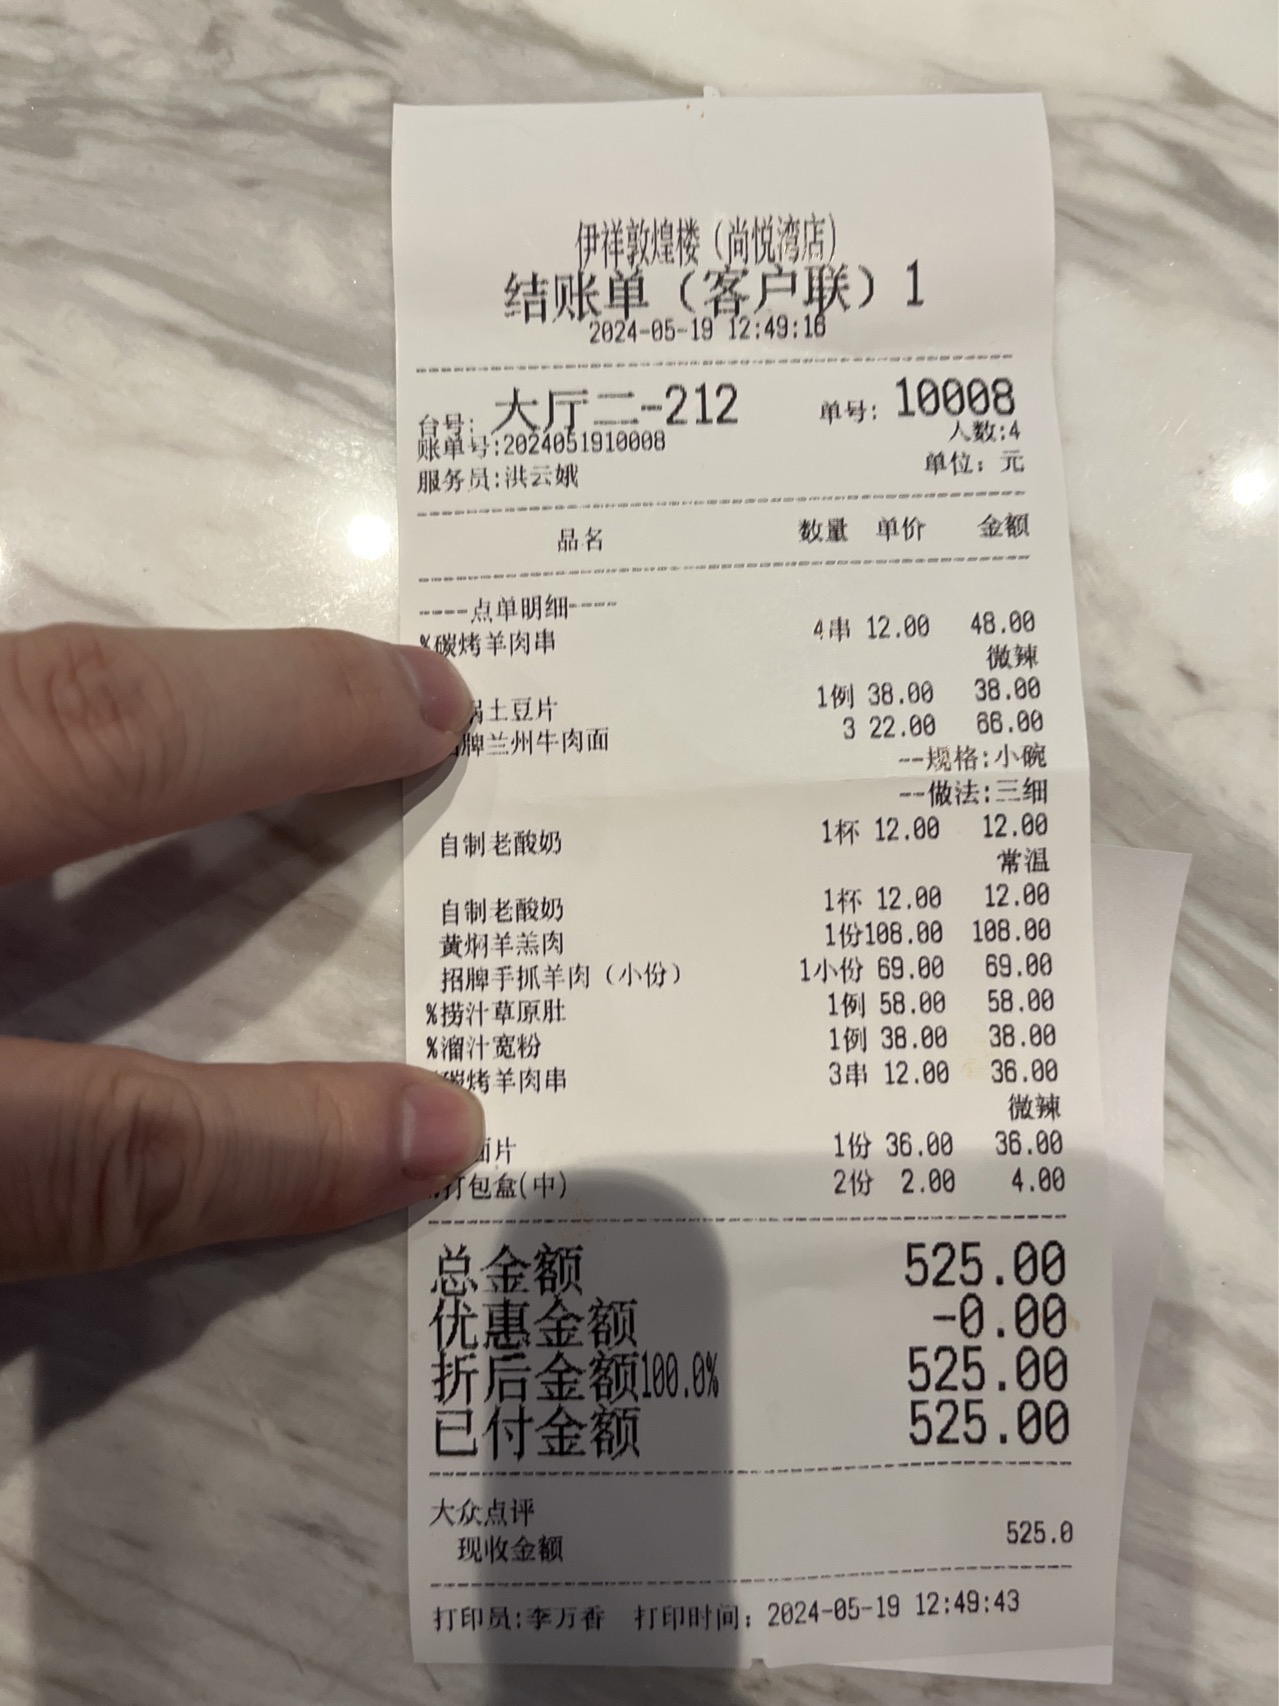 伊祥敦煌楼（尚悦湾店）
结账单（客户联）1
2024-05-19 12:49:16
台号: 大厅二-212 单号: 10008
账单号:2024051910008 人数:4
服务员:洪云娥 单位: 元
品名 数量 单价 金额
-----点单明细----
%碳烤羊肉串 4串 12.00 48.00
微辣
锅土豆片 1例 38.00 38.00
招牌兰州牛肉面 3 22.00 66.00
--规格:小碗
--做法:三细
自制老酸奶 1杯 12.00 12.00
常温
自制老酸奶 1杯 12.00 12.00
黄焖羊羔肉 1份108.00 108.00
招牌手抓羊肉（小份） 1小份 69.00 69.00
%捞汁草原肚 1例 58.00 58.00
%溜汁宽粉 1例 38.00 38.00
碳烤羊肉串 3串 12.00 36.00
微辣
面片 1份 36.00 36.00
打包盒(中) 2份 2.00 4.00
总金额 525.00
优惠金额 -0.00
折后金额100.0% 525.00
已付金额 525.00
大众点评
现收金额 525.0
打印员:李万香 打印时间: 2024-05-19 12:49:43